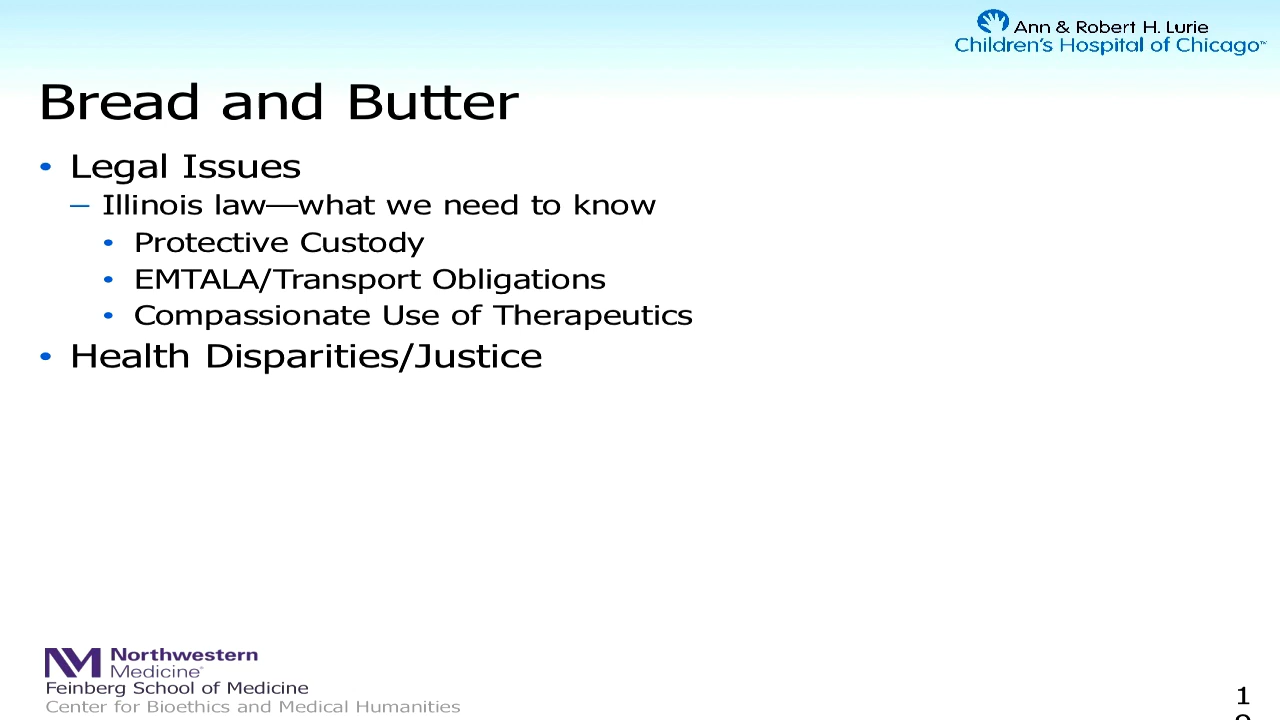 Ann & Robert H. Lurie
Children's Hospital of Chicago™
Bread and Butter
• Legal Issues
– Illinois law—what we need to know
• Protective Custody
• EMTALA/Transport Obligations
• Compassionate Use of Therapeutics
• Health Disparities/Justice
NM Northwestern
Medicine®
Feinberg School of Medicine
Center for Bioethics and Medical Humanities
1